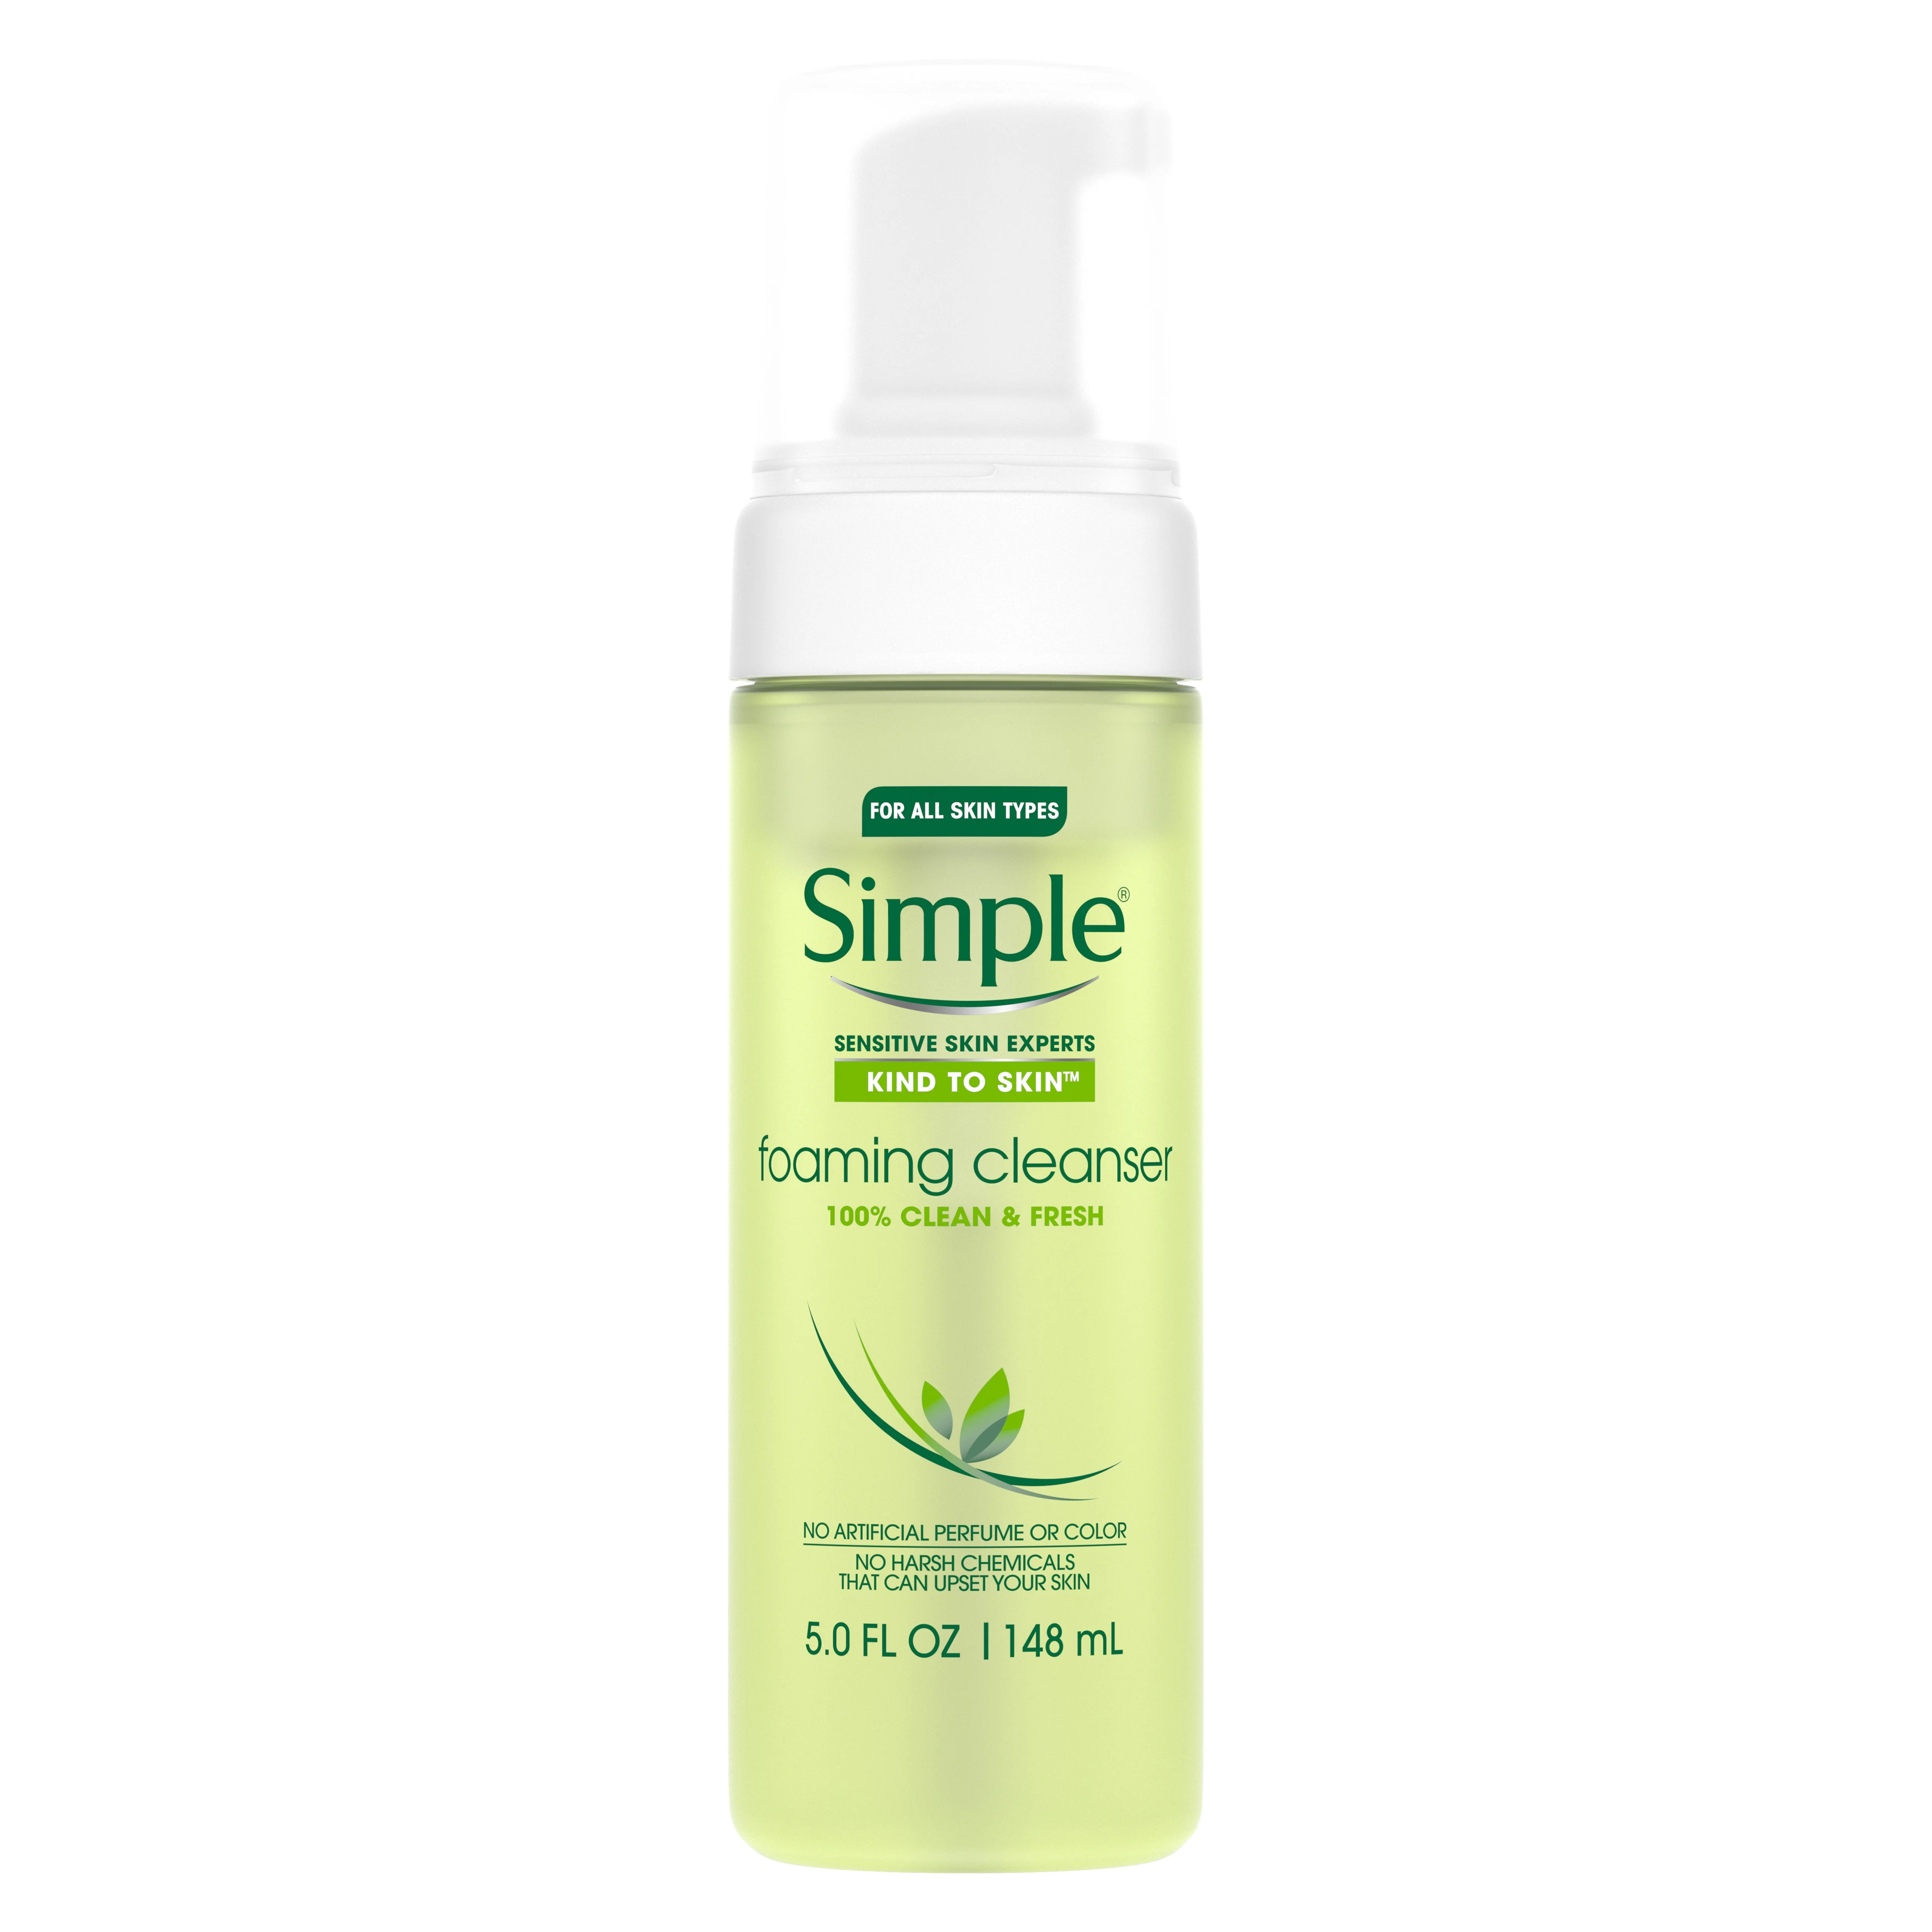 FOR ALL SKIN TYPES
Simple®
SENSITIVE SKIN EXPERTS
KIND TO SKIN™
foaming cleanser
100% CLEAN & FRESH
NO ARTIFICIAL PERFUME OR COLOR
NO HARSH CHEMICALS
THAT CAN UPSET YOUR SKIN
5.0 FL OZ | 148 mL